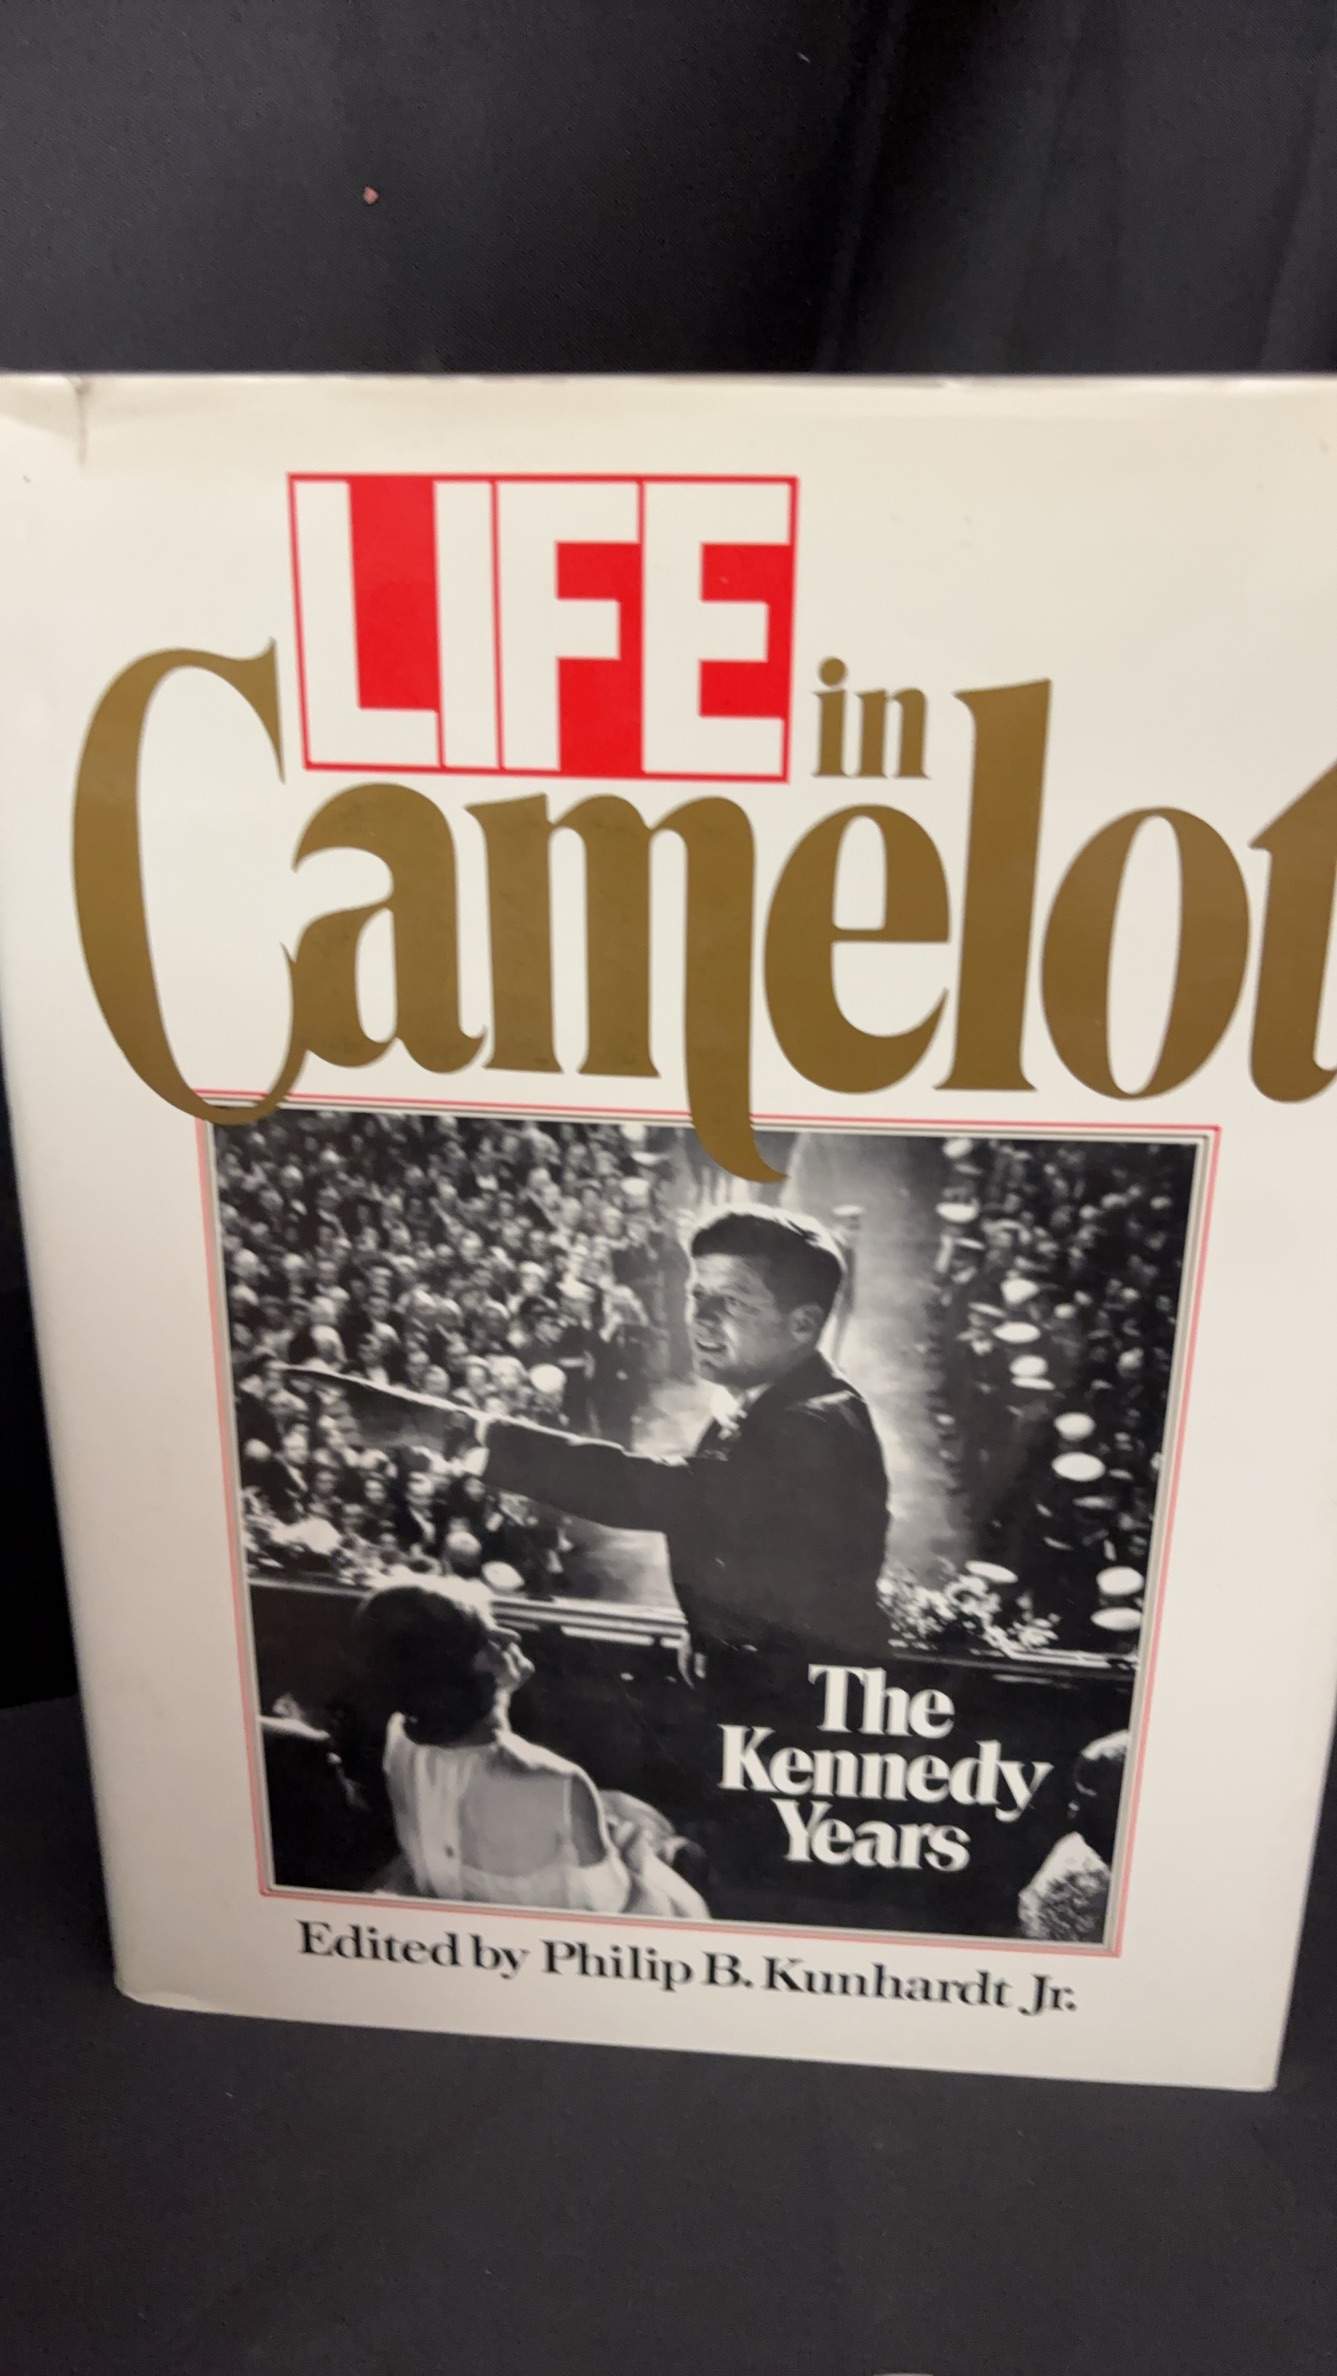 LIFE in
Camelot
The
Kennedy
Years
Edited by Philip B. Kunhardt Jr.